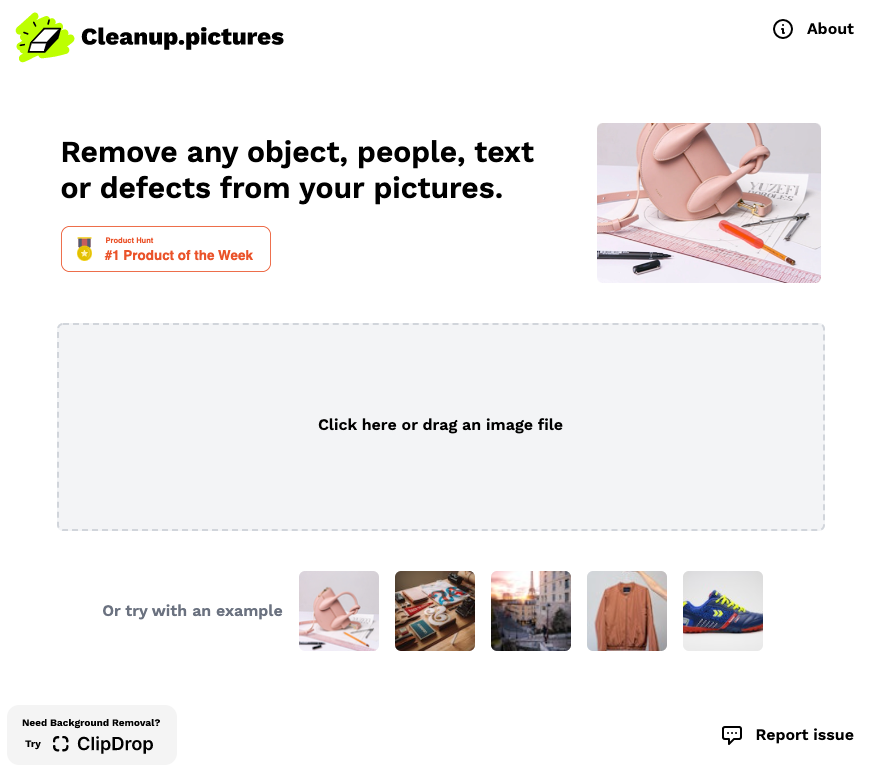 Cleanup.pictures
About
Remove any object, people, text
or defects from your pictures.
Product Hunt
#1 Product of the Week
YUZEFI
Click here or drag an image file
Or try with an example
Need Background Removal?
Try ClipDrop
Report issue